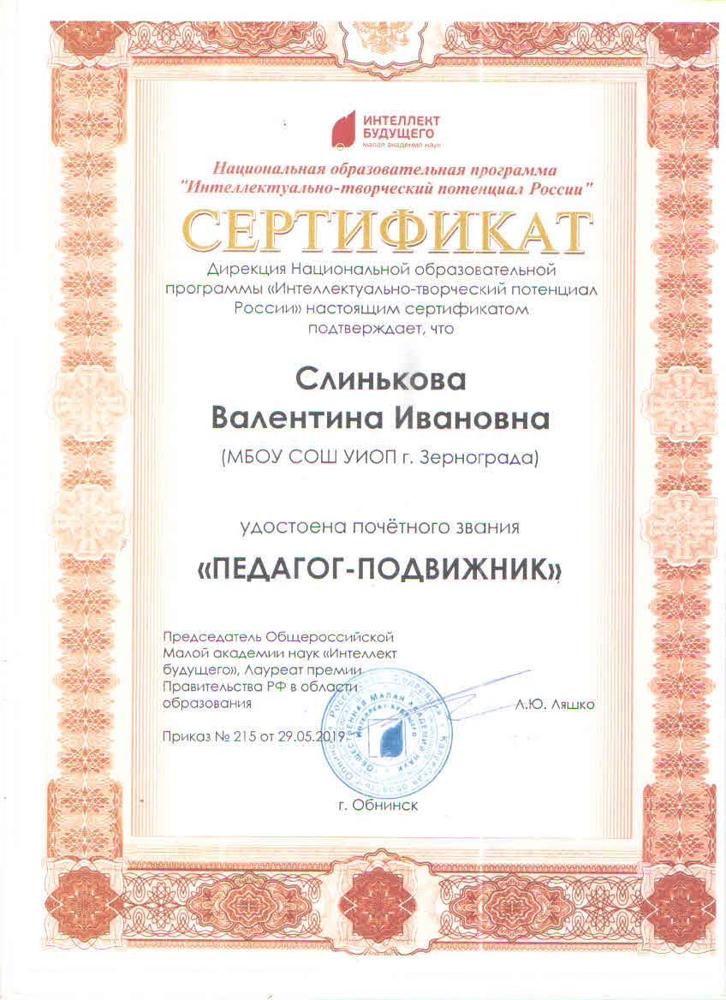 ИНТЕЛЛЕКТ
БУДУЩЕГО
малая академия наук
Национальная образовательная программа
"Интеллектуально-творческий потенциал России"
СЕРТИФИКАТ
Дирекция Национальной образовательной
программы «Интеллектуально-творческий потенциал
России» настоящим сертификатом
подтверждает, что
Слинькова
Валентина Ивановна
(МБОУ СОШ УИОП г. Зернограда)
удостоена почётного звания
«ПЕДАГОГ-ПОДВИЖНИК»
Председатель Общероссийской
Малой академии наук «Интеллект
будущего», Лауреат премии
Правительства РФ в области
образования
Л.Ю. Ляшко
Приказ № 215 от 29.05.2019
г. Обнинск